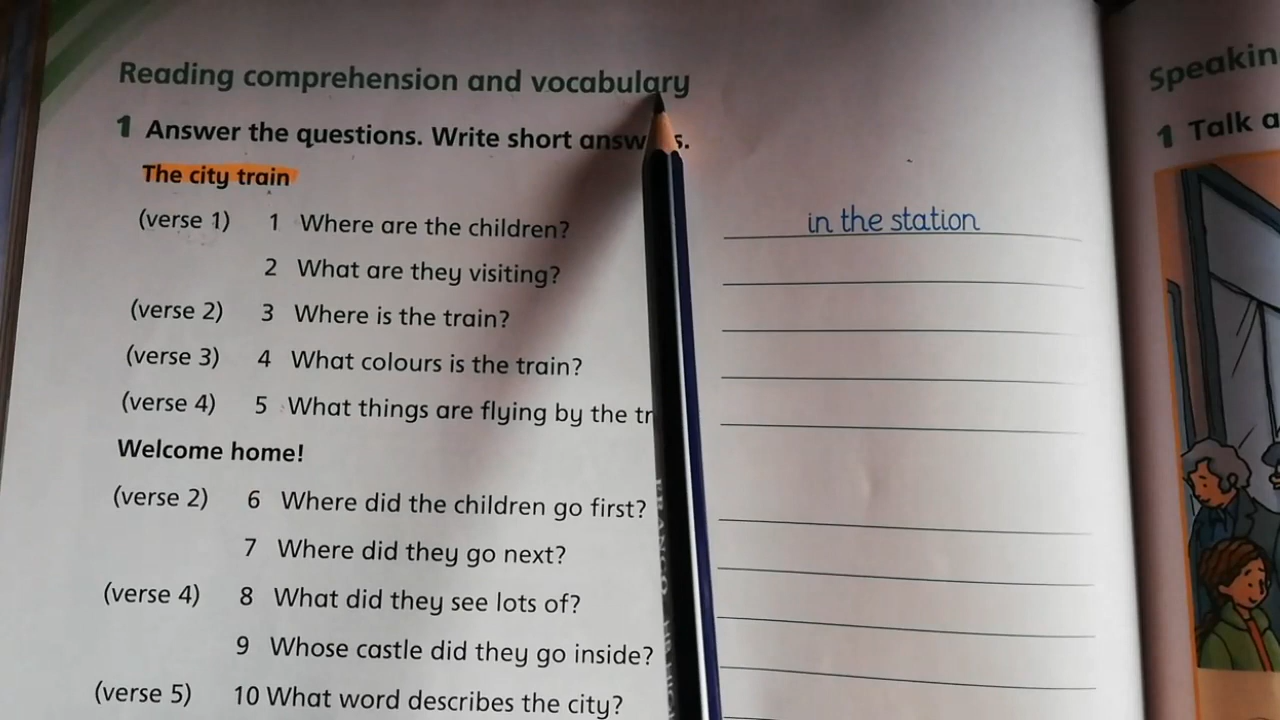 Reading comprehension and vocabulary
1 Answer the questions. Write short
The city train
(verse 1) 1 Where are the children? in the station
2 What are they visiting?
(verse 2) 3 Where is the train?
(verse 3) 4 What colours is the train?
(verse 4) 5 What things are flying by the
Welcome home!
(verse 2) 6 Where did the children go first?
7 Where did they go next?
(verse 4) 8 What did they see lots of?
9 Whose castle did they go inside?
(verse 5) 10 What word describes the city?
1 Talk